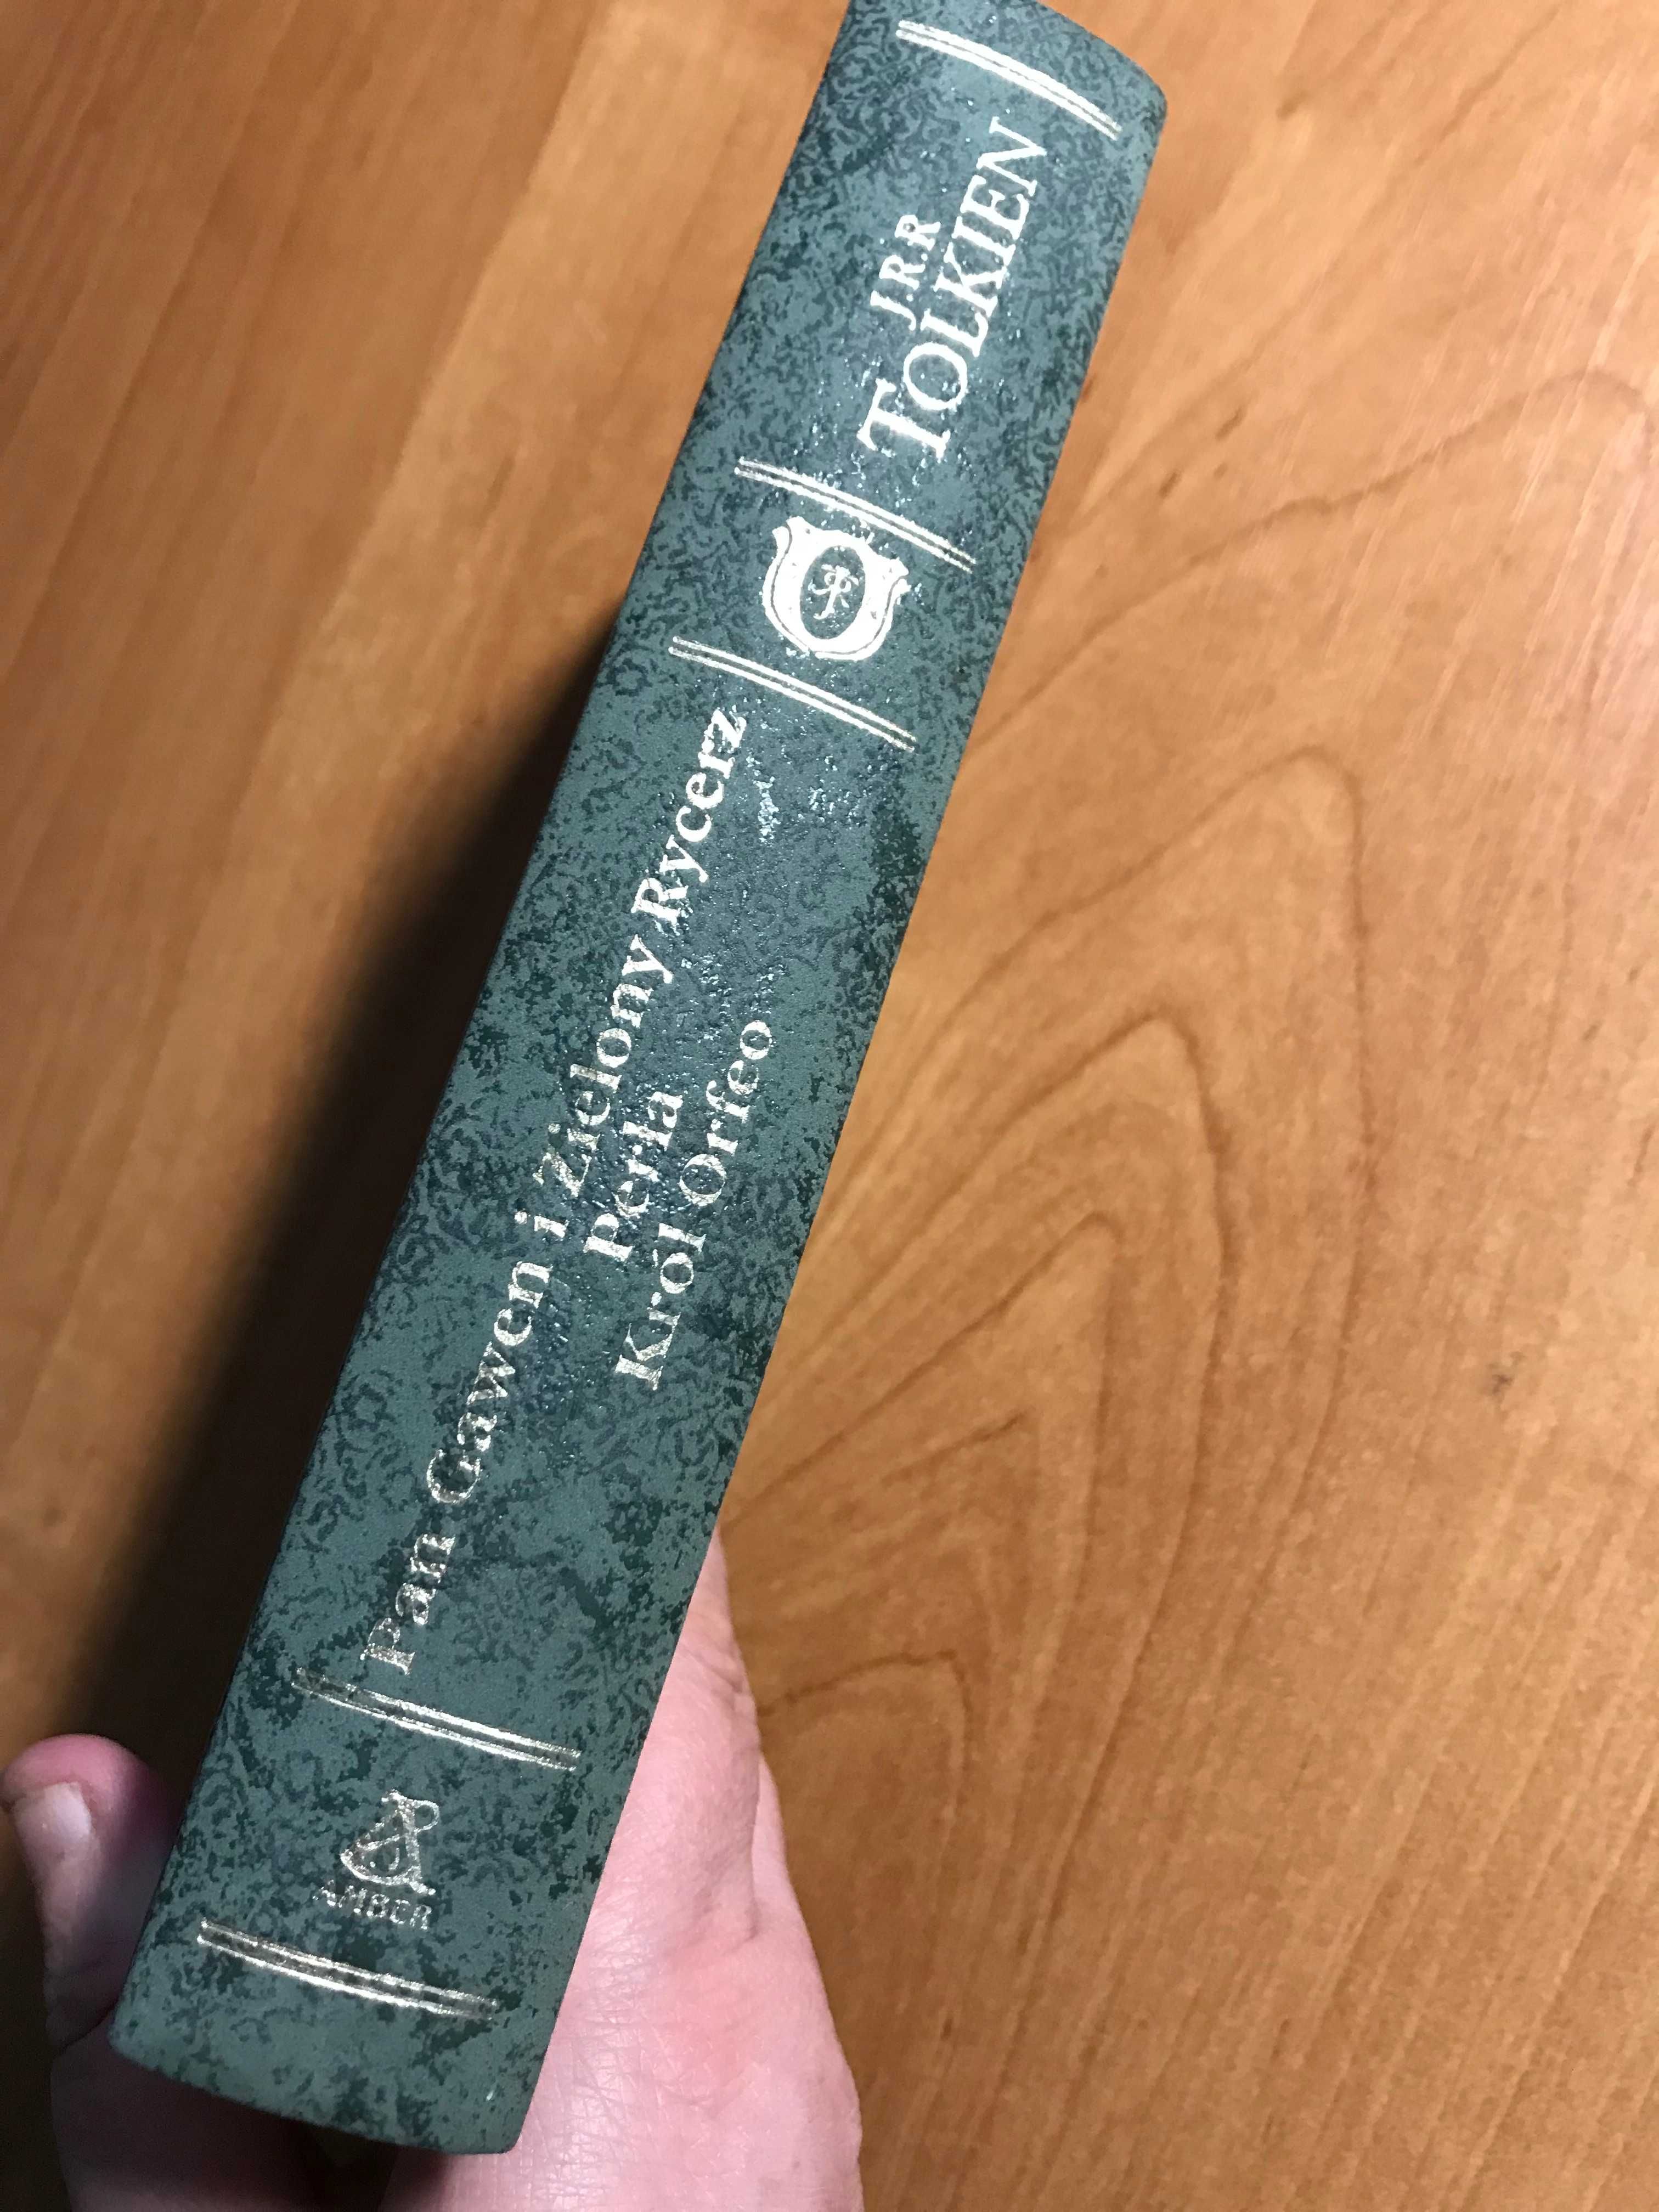 J.R.R
TOLKIEN
Pan Gawen i Zielony Rycerz
Perła
Król Orfeo
AMBER